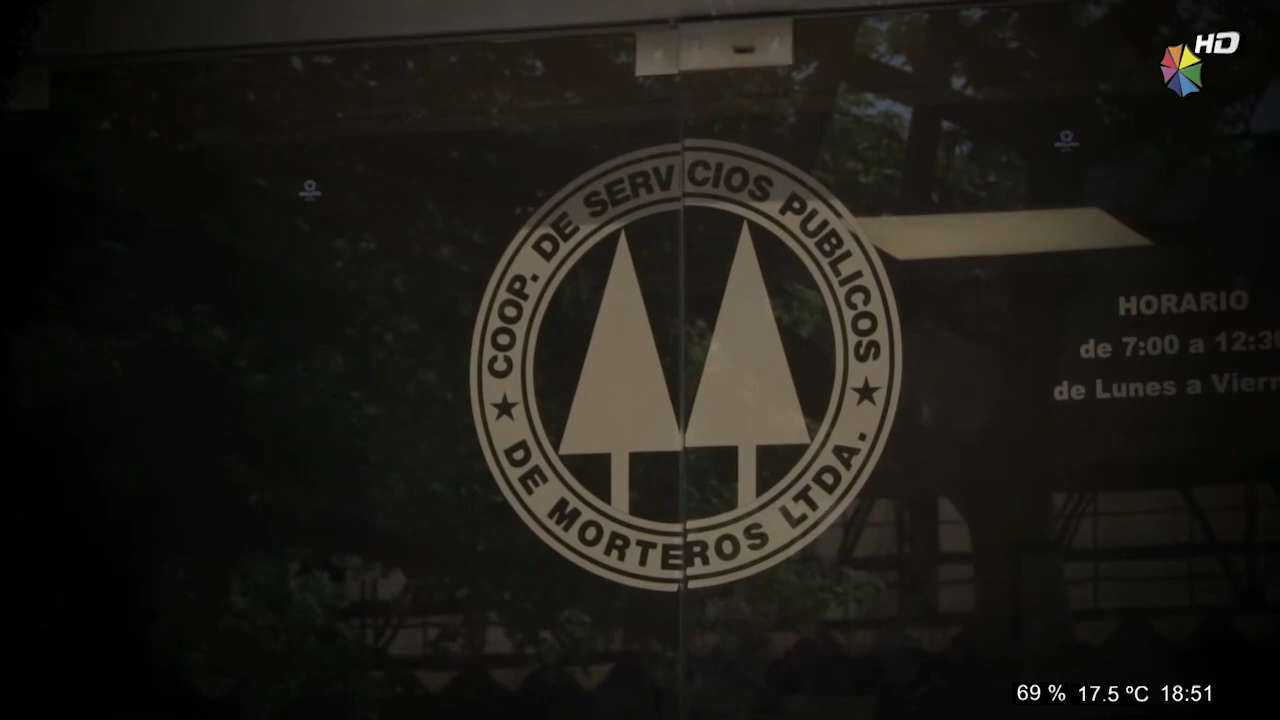 HD
COOP. DE SERVICIOS PUBLICOS
★ DE MORTEROS LTDA. ★
HORARIO
de 7:00 a 12:30
de Lunes a Vier
69 % 17.5 ºC 18:51